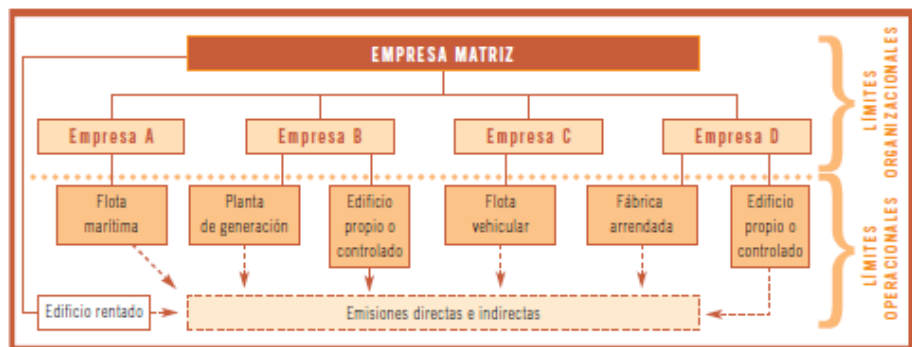 EMPRESA MATRIZ
Empresa A
Empresa B
Empresa C
Empresa D
LÍMITES
ORGANIZACIONALES
Flota
marítima
Planta
de generación
Edificio
propio o
controlado
Flota
vehicular
Fábrica
arrendada
Edificio
propio o
controlado
LÍMITES
OPERACIONALES
Edificio rentado
Emisiones directas e indirectas